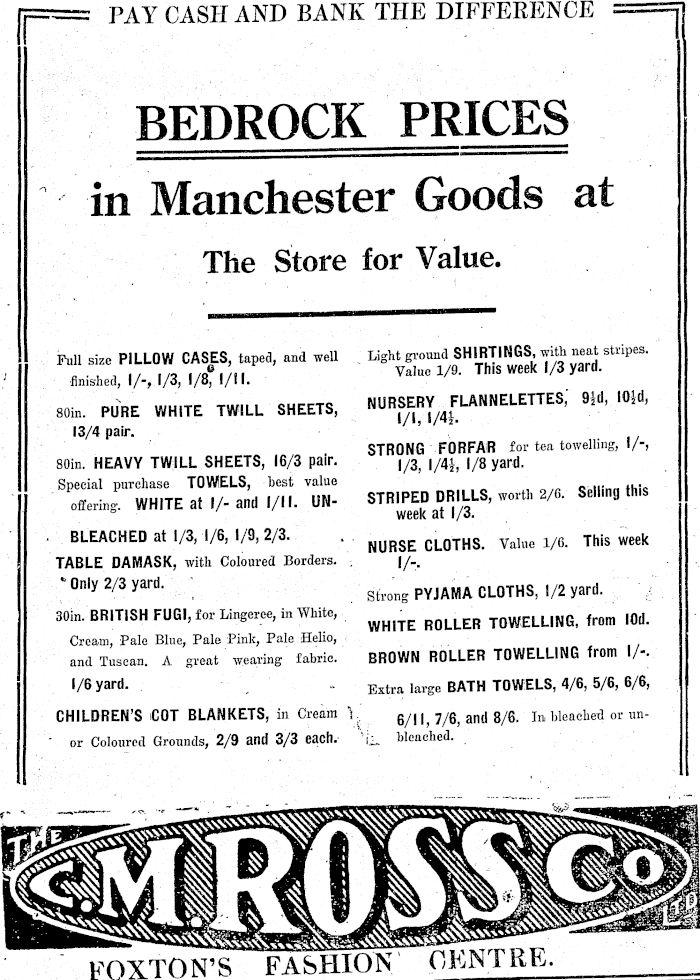 PAY CASH AND BANK THE DIFFERENCE
BEDROCK PRICES
in Manchester Goods at
The Store for Value.
Full size PILLOW CASES, taped, and well
finished, 1/-, 1/3, 1/8, 1/11.
80in. PURE WHITE TWILL SHEETS,
13/4 pair.
80in. HEAVY TWILL SHEETS, 16/3 pair.
Special purchase TOWELS, best value
offering. WHITE at 1/- and 1/11. UN-
BLEACHED at 1/3, 1/6, 1/9, 2/3.
TABLE DAMASK, with Coloured Borders.
Only 2/3 yard.
30in. BRITISH FUGI, for Lingeree, in White,
Cream, Pale Blue, Pale Pink, Pale Helio,
and Tuscan. A great wearing fabric.
1/6 yard.
CHILDREN'S COT BLANKETS, in Cream
or Coloured Grounds, 2/9 and 3/3 each.
Light ground SHIRTINGS, with neat stripes.
Value 1/9. This week 1/3 yard.
NURSERY FLANNELETTES, 9½d, 10½d,
1/1, 1/4½.
STRONG FORFAR for tea towelling, 1/-,
1/3, 1/4½, 1/8 yard.
STRIPED DRILLS, worth 2/6. Selling this
week at 1/3.
NURSE CLOTHS. Value 1/6. This week
1/-.
Strong PYJAMA CLOTHS, 1/2 yard.
WHITE ROLLER TOWELLING, from 10d.
BROWN ROLLER TOWELLING from 1/-.
Extra large BATH TOWELS, 4/6, 5/6, 6/6,
6/11, 7/6, and 8/6. In bleached or un-
bleached.
THE C.M. ROSS Co LTD
FOXTON'S FASHION CENTRE.